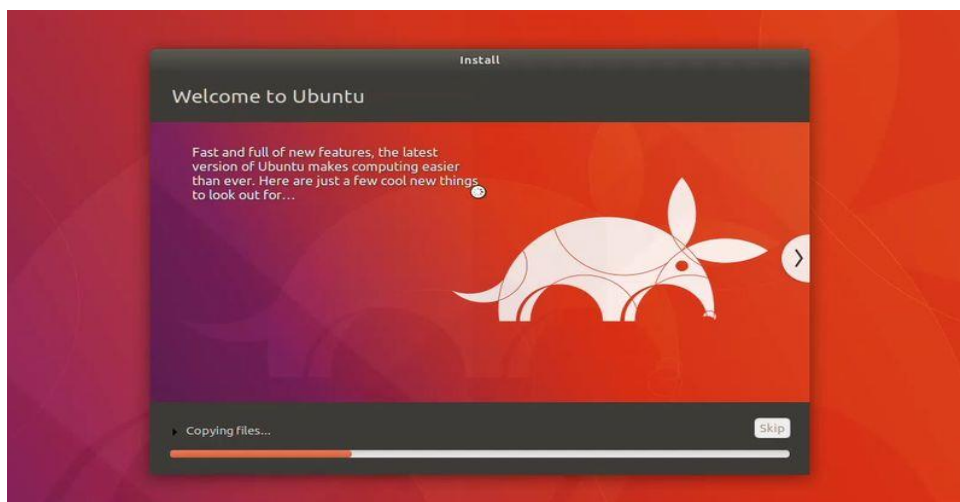 Install
Welcome to Ubuntu
Fast and full of new features, the latest
version of Ubuntu makes computing easier
than ever. Here are just a few cool new things
to look out for...
Copying files...
Skip